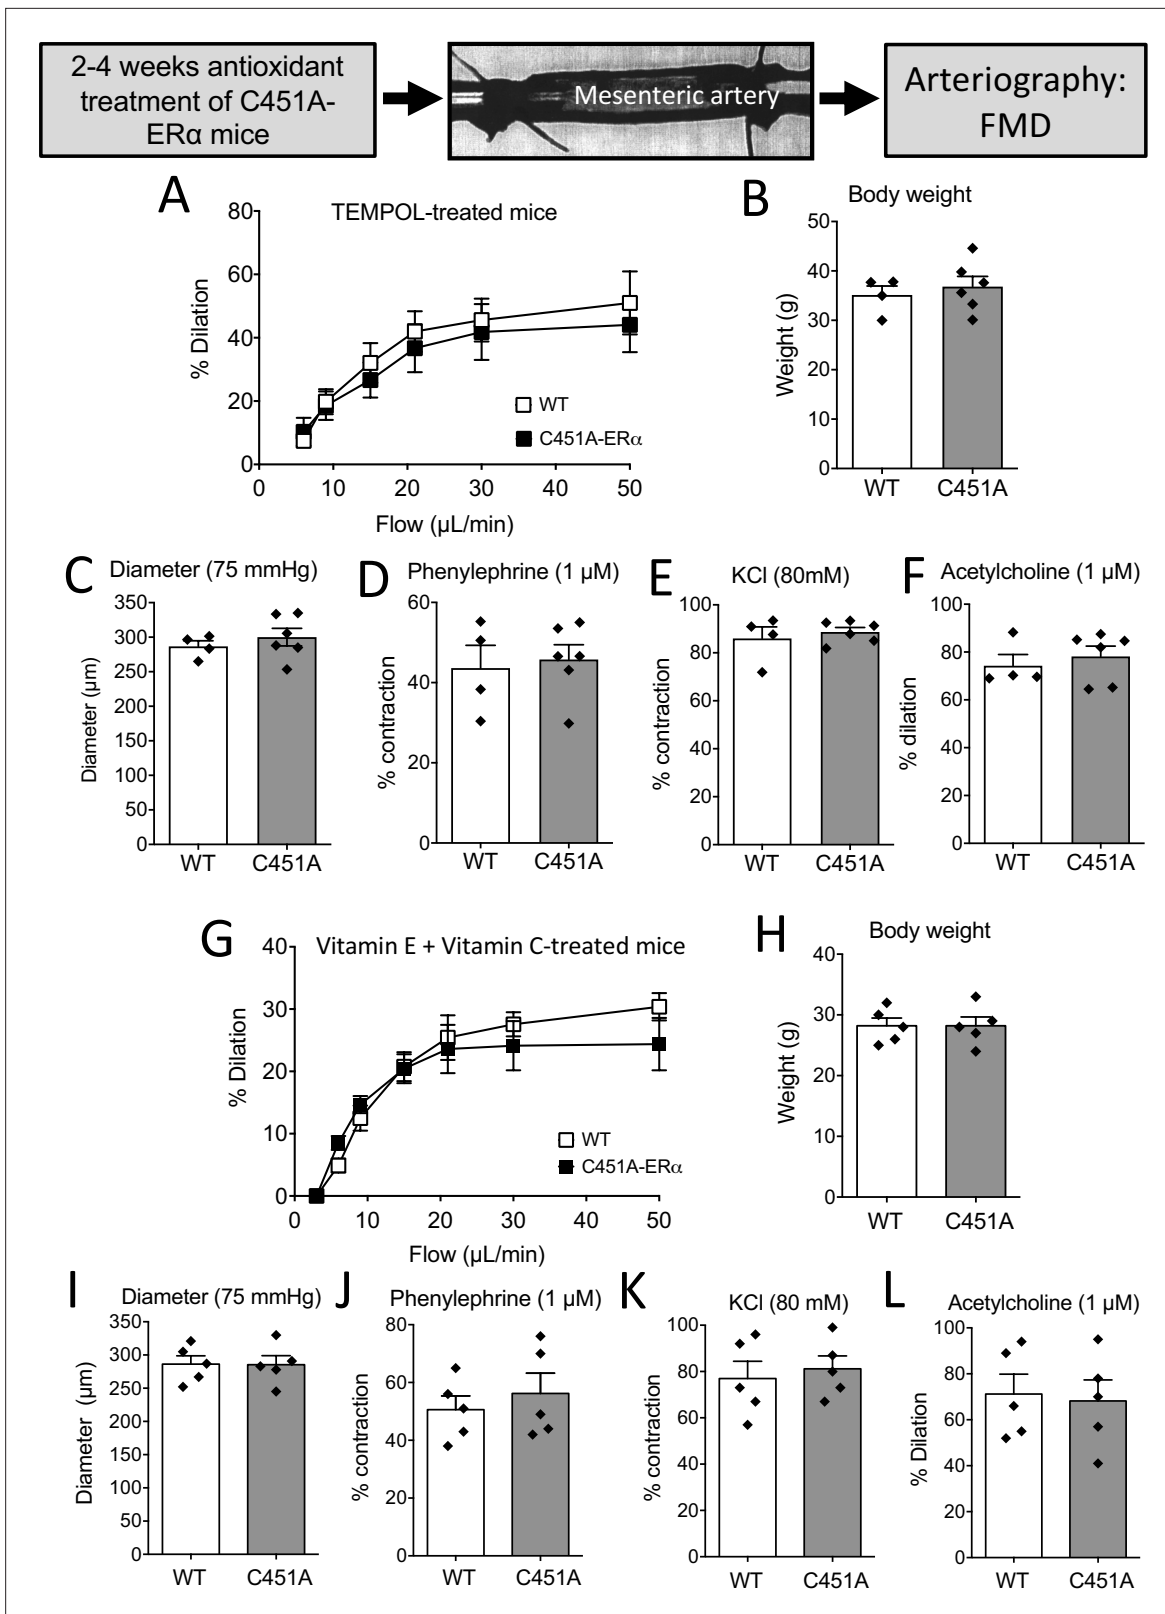 2-4 weeks antioxidant
treatment of C451A-
ERα mice
Mesenteric artery
Arteriography:
FMD
A
TEMPOL-treated mice
80
60
40
20
0
% Dilation
WT
C451A-ERα
0 10 20 30 40 50
Flow (µL/min)
B
Body weight
50
40
30
20
10
0
Weight (g)
WT C451A
C
Diameter (75 mmHg)
350
300
250
200
150
100
50
0
Diameter (µm)
WT C451A
D
Phenylephrine (1 µM)
60
40
20
0
% contraction
WT C451A
E
KCl (80mM)
100
80
60
40
20
0
% contraction
WT C451A
F
Acetylcholine (1 µM)
100
80
60
40
20
0
% dilation
WT C451A
G
Vitamin E + Vitamin C-treated mice
40
30
20
10
0
% Dilation
WT
C451A-ERα
0 10 20 30 40 50
Flow (µL/min)
H
Body weight
40
30
20
10
0
Weight (g)
WT C451A
I
Diameter (75 mmHg)
350
300
250
200
150
100
50
0
Diameter (µm)
WT C451A
J
Phenylephrine (1 µM)
80
60
40
20
0
% contraction
WT C451A
K
KCl (80 mM)
100
80
60
40
20
0
% contraction
WT C451A
L
Acetylcholine (1 µM)
100
80
60
40
20
0
% Dilation
WT C451A